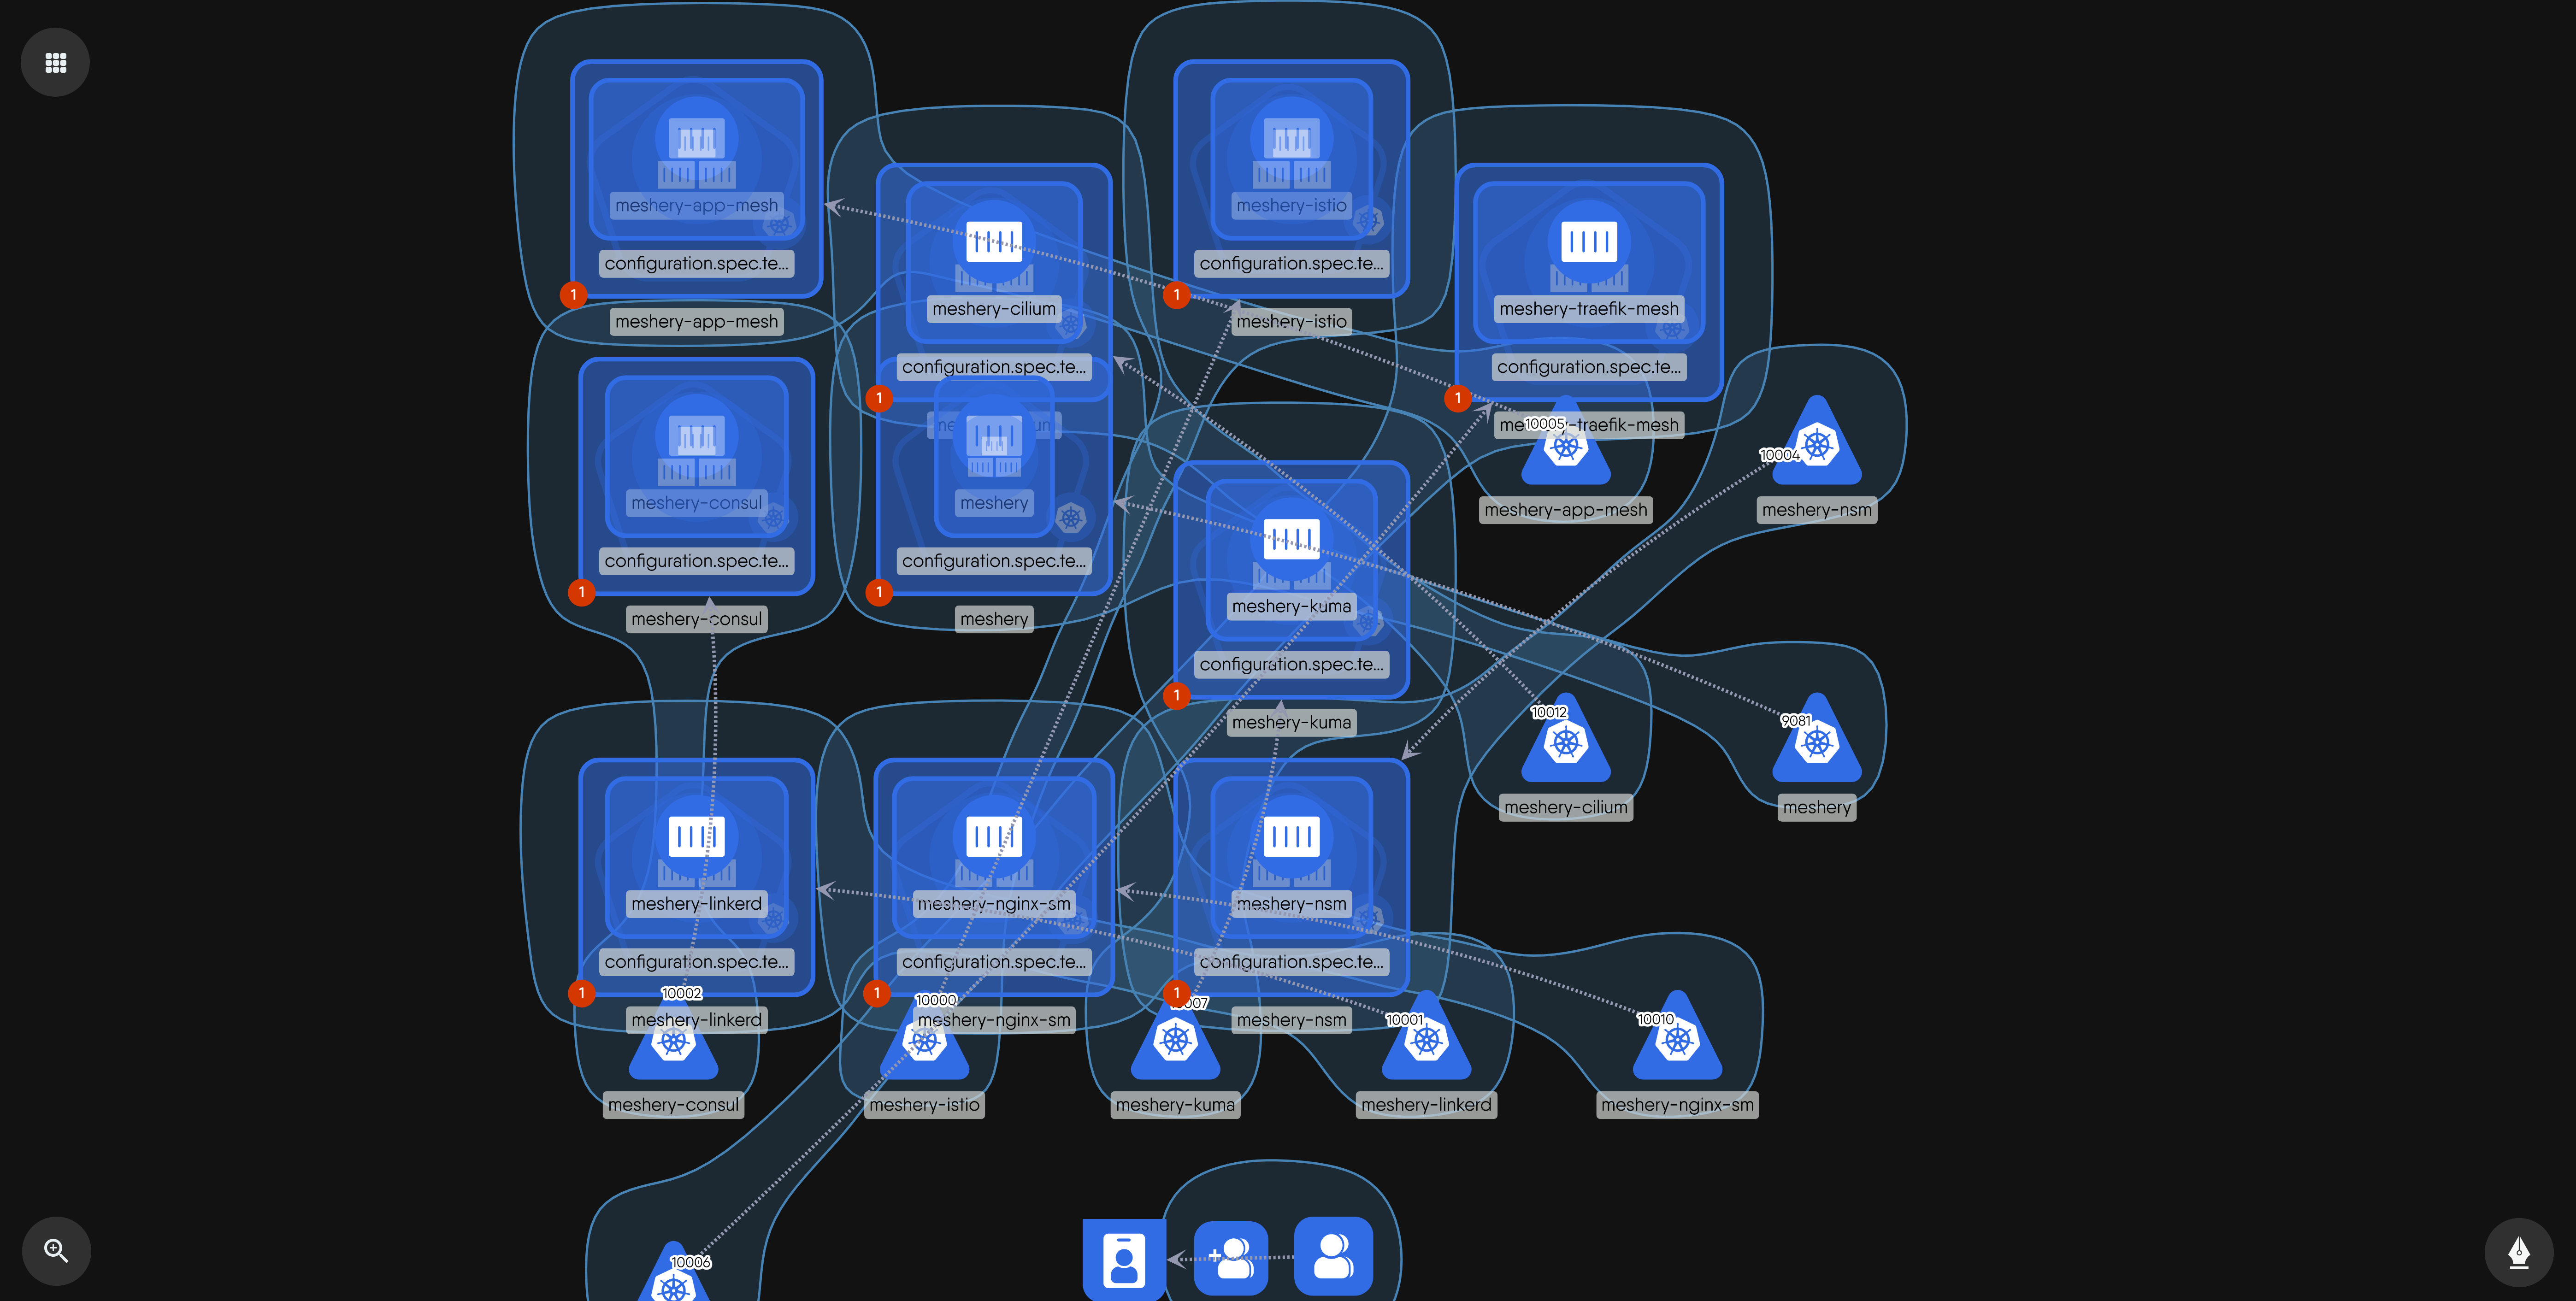 meshery-app-mesh
configuration.spec.te...
1
meshery-app-mesh
meshery-istio
configuration.spec.te...
1
meshery-istio
meshery-cilium
configuration.spec.te...
1
meshery-traefik-mesh
configuration.spec.te...
1
10005
meshery-app-mesh
10004
meshery-nsm
meshery-consul
configuration.spec.te...
1
meshery-consul
meshery
configuration.spec.te...
1
meshery
meshery-kuma
configuration.spec.te...
1
meshery-kuma
10012
meshery-cilium
9081
meshery
meshery-linkerd
configuration.spec.te...
1
meshery-linkerd
meshery-nginx-sm
configuration.spec.te...
1
meshery-nginx-sm
meshery-nsm
configuration.spec.te...
1
meshery-nsm
10002
meshery-consul
10000
meshery-istio
meshery-kuma
10001
meshery-linkerd
10010
meshery-nginx-sm
10006